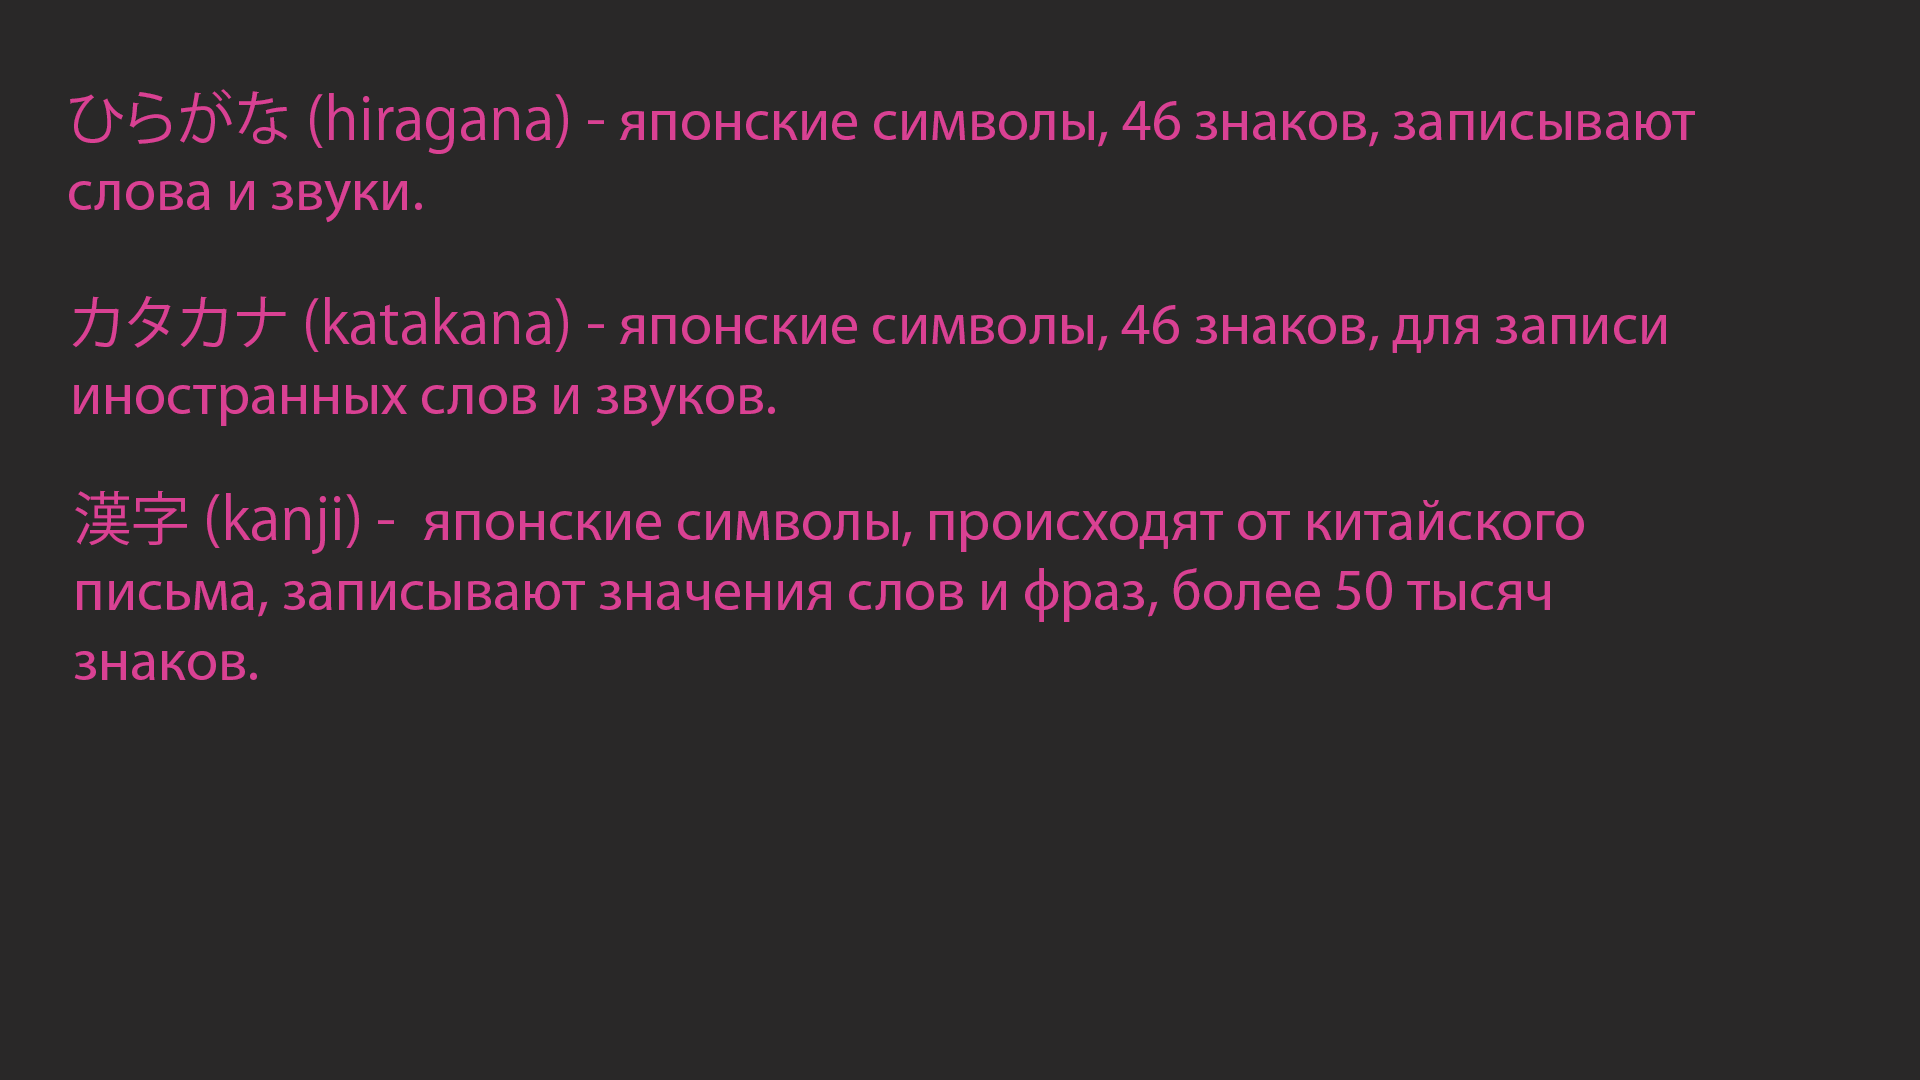 ひらがな (hiragana) - японские символы, 46 знаков, записывают
слова и звуки.
カタカナ (katakana) - японские символы, 46 знаков, для записи
иностранных слов и звуков.
漢字 (kanji) -  японские символы, происходят от китайского
письма, записывают значения слов и фраз, более 50 тысяч
знаков.